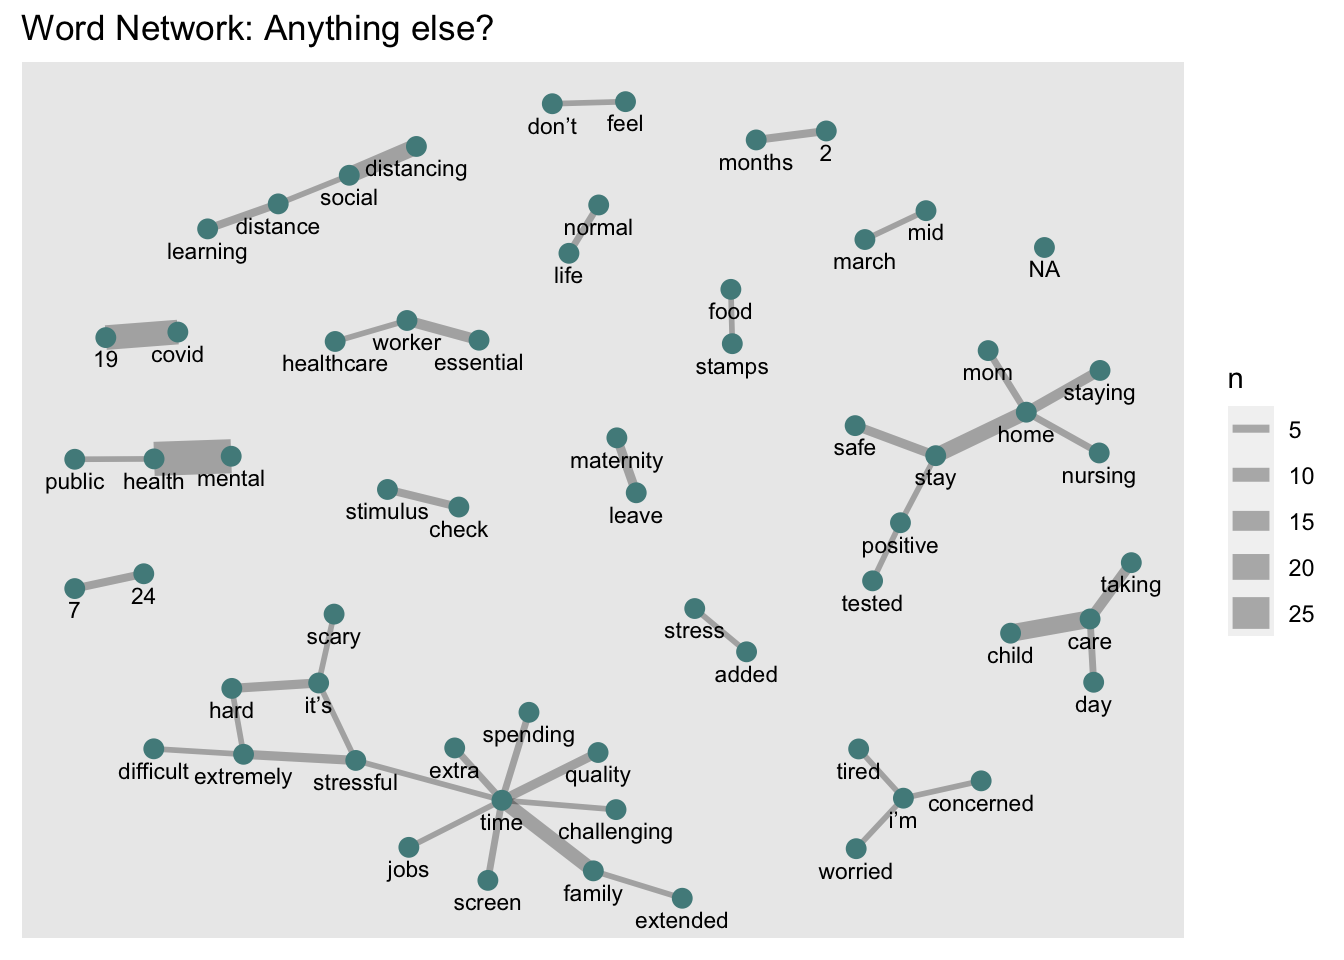 Word Network: Anything else?
don’t
feel
months
2
distancing
social
distance
learning
normal
life
mid
march
NA
food
stamps
19
covid
healthcare
worker
essential
mom
staying
home
safe
stay
nursing
positive
tested
n
5
10
15
20
25
public
health
mental
maternity
leave
stimulus
check
7
24
taking
child
care
day
stress
added
scary
hard
it’s
difficult
extremely
stressful
spending
extra
quality
time
challenging
jobs
screen
family
extended
tired
concerned
i’m
worried